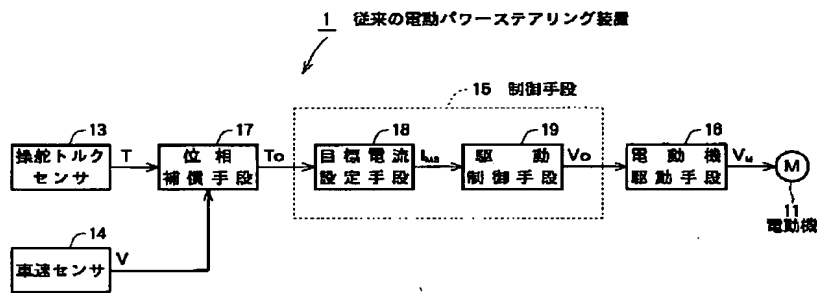 1 従来の電動パワーステアリング装置
15 制御手段
13
操舵トルク
センサ
T
17
位相
補償手段
To
18
目標電流
設定手段
IMS
19
駆動
制御手段
Vo
16
電動機
駆動手段
VM
M
11
電動機
14
車速センサ
V